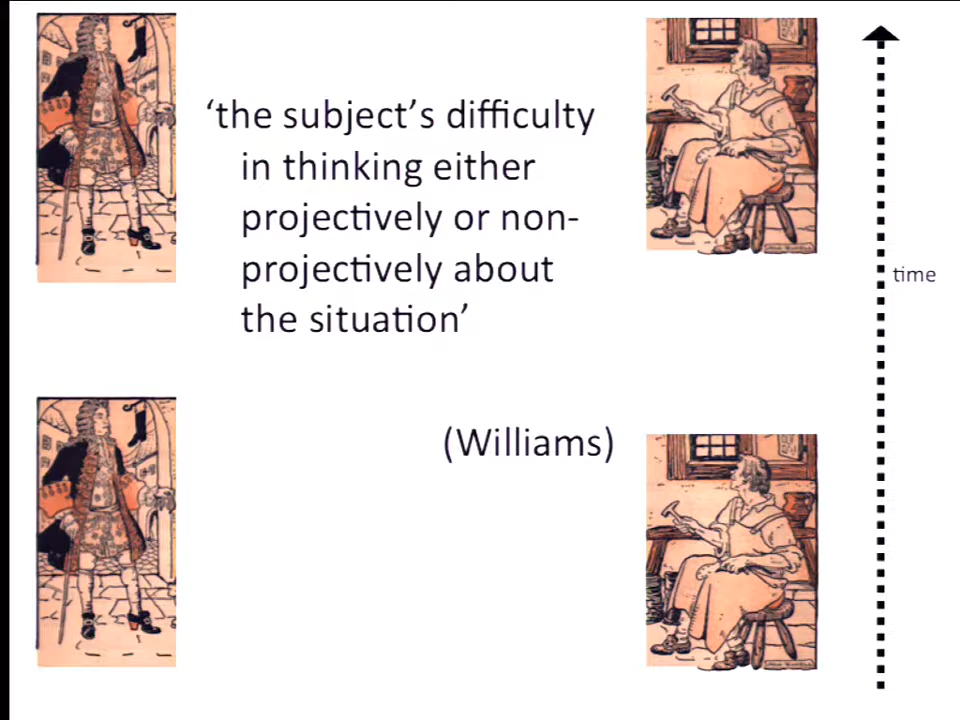 ‘the subject’s difficulty
in thinking either
projectively or non-
projectively about
the situation’
time
(Williams)